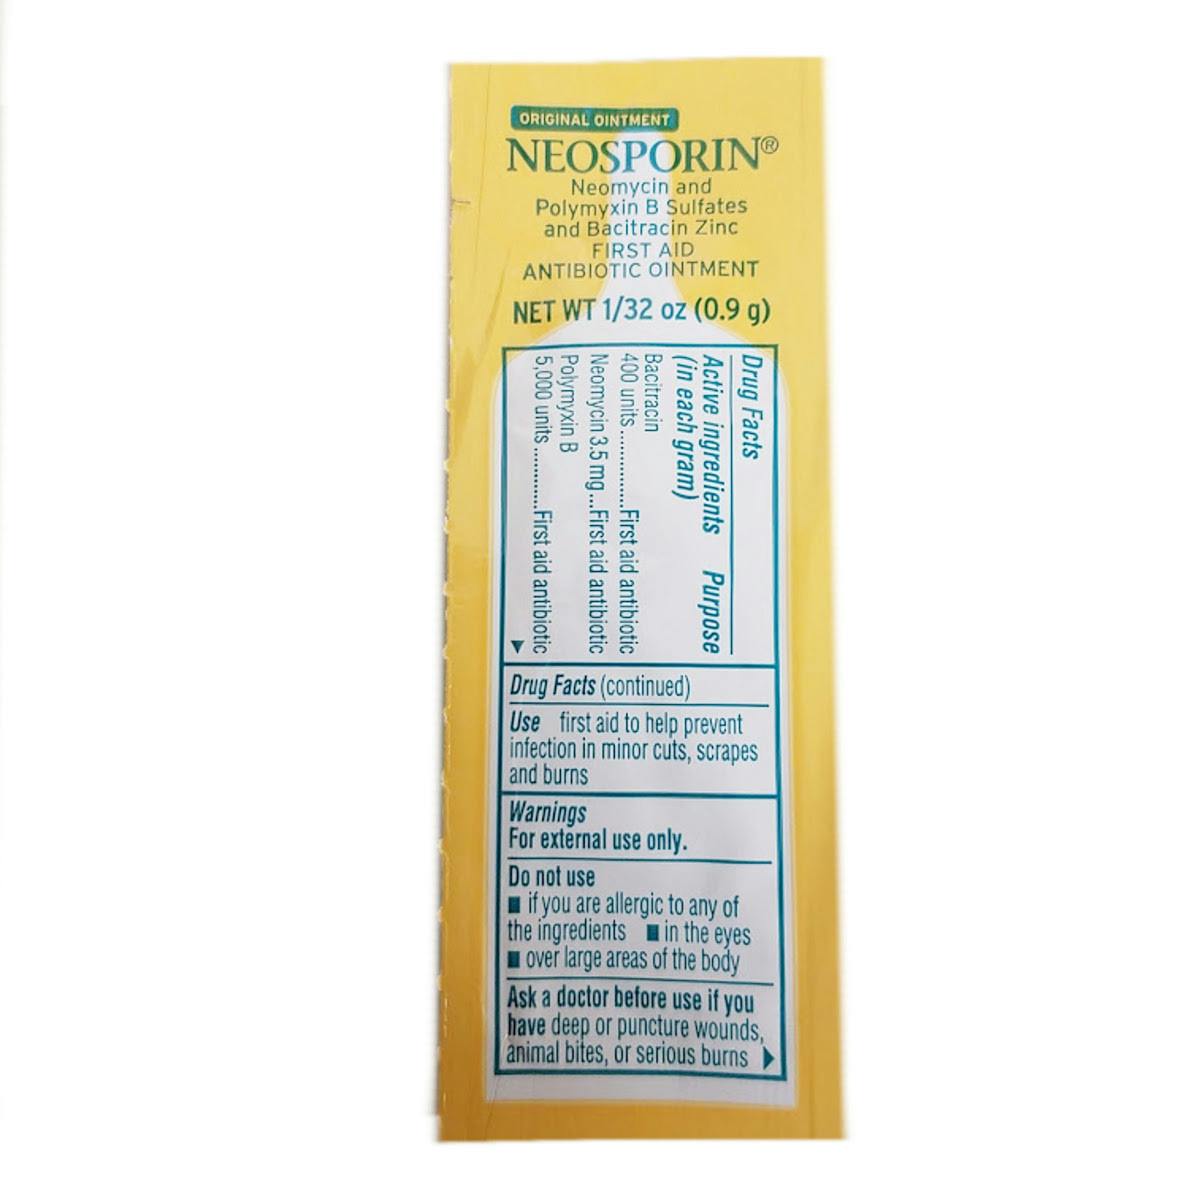 ORIGINAL OINTMENT
NEOSPORIN®
Neomycin and
Polymyxin B Sulfates
and Bacitracin Zinc
FIRST AID
ANTIBIOTIC OINTMENT
NET WT 1/32 oz (0.9 g)
Drug Facts
Active ingredients Purpose
(in each gram)
Bacitracin
400 units..............First aid antibiotic
Neomycin 3.5 mg...First aid antibiotic
Polymyxin B
5,000 units............First aid antibiotic
Drug Facts (continued)
Use first aid to help prevent
infection in minor cuts, scrapes
and burns
Warnings
For external use only.
Do not use
■ if you are allergic to any of
the ingredients ■ in the eyes
■ over large areas of the body
Ask a doctor before use if you
have deep or puncture wounds,
animal bites, or serious burns